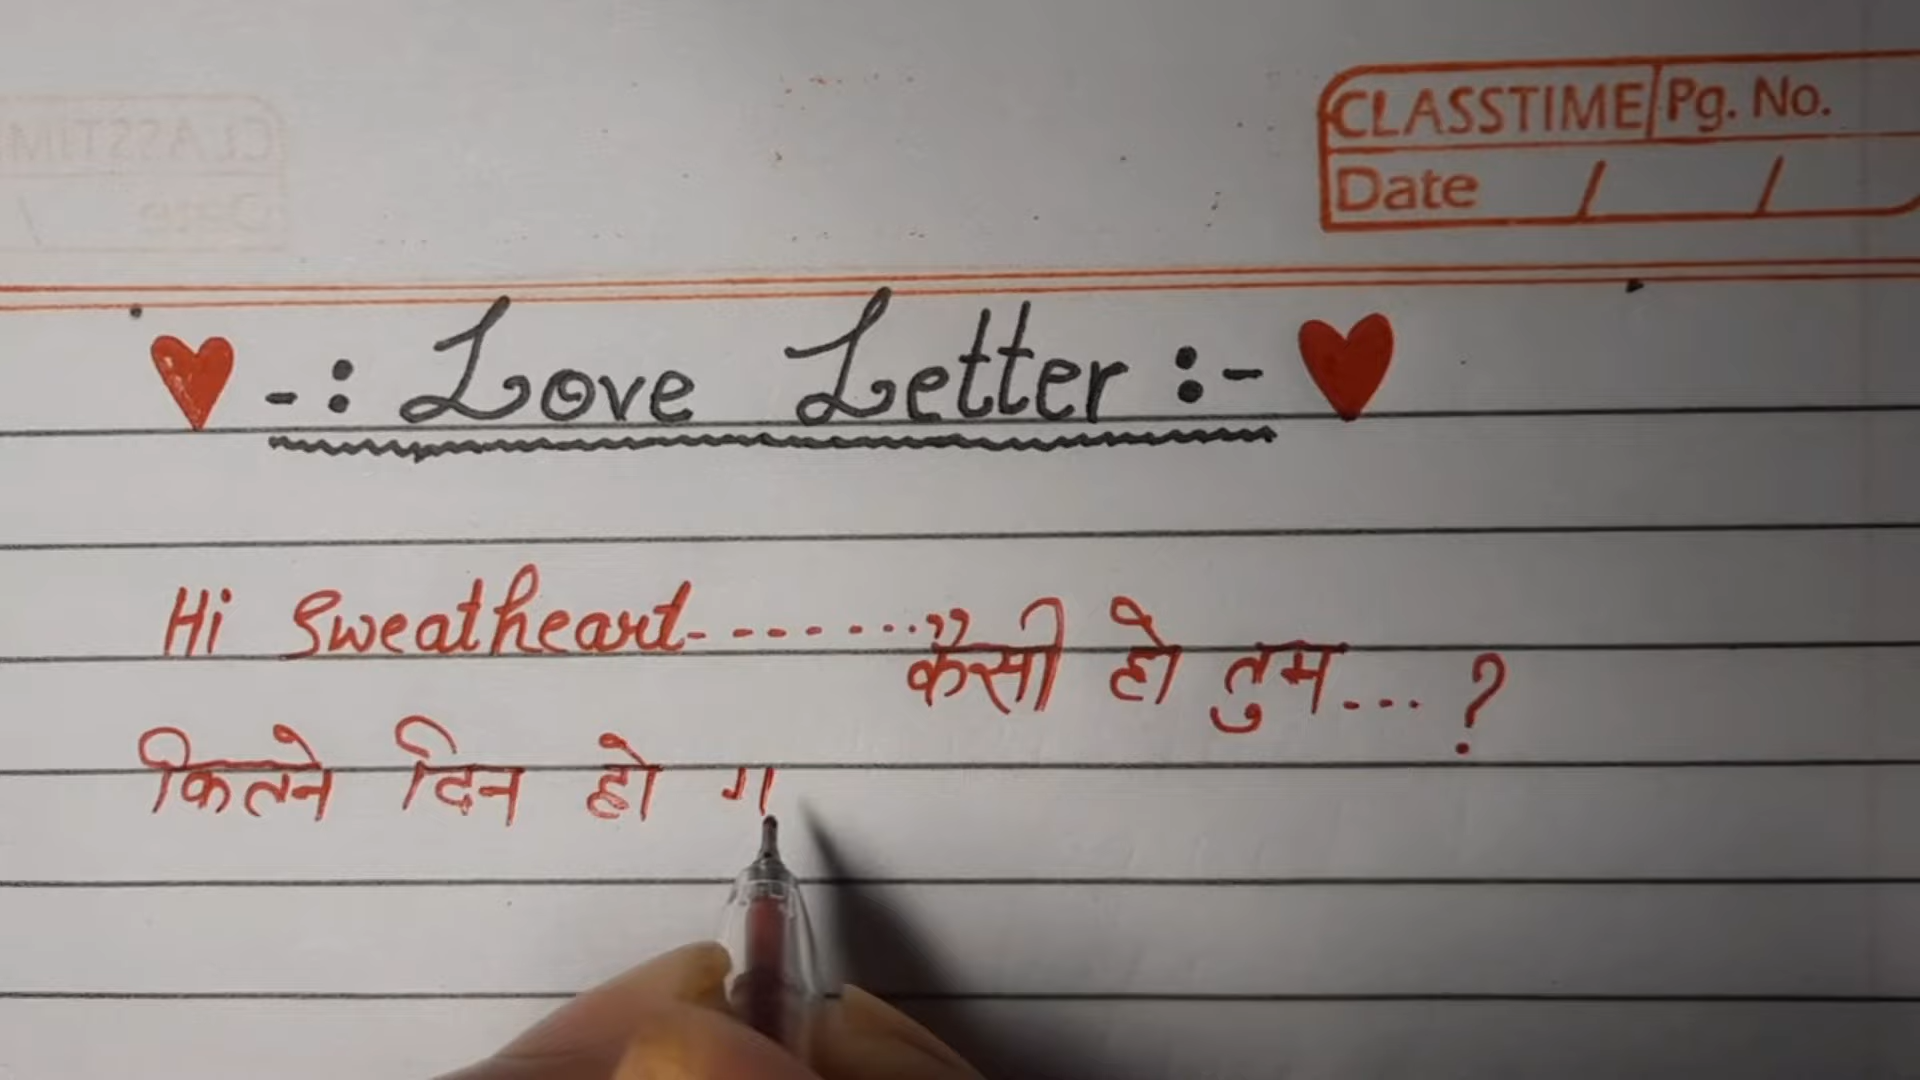 CLASSTIME Pg. No.
Date / /
-: Love Letter :-
Hi Sweatheart-.......,, कैसी हो तुम... ?
कितने दिन हो ग